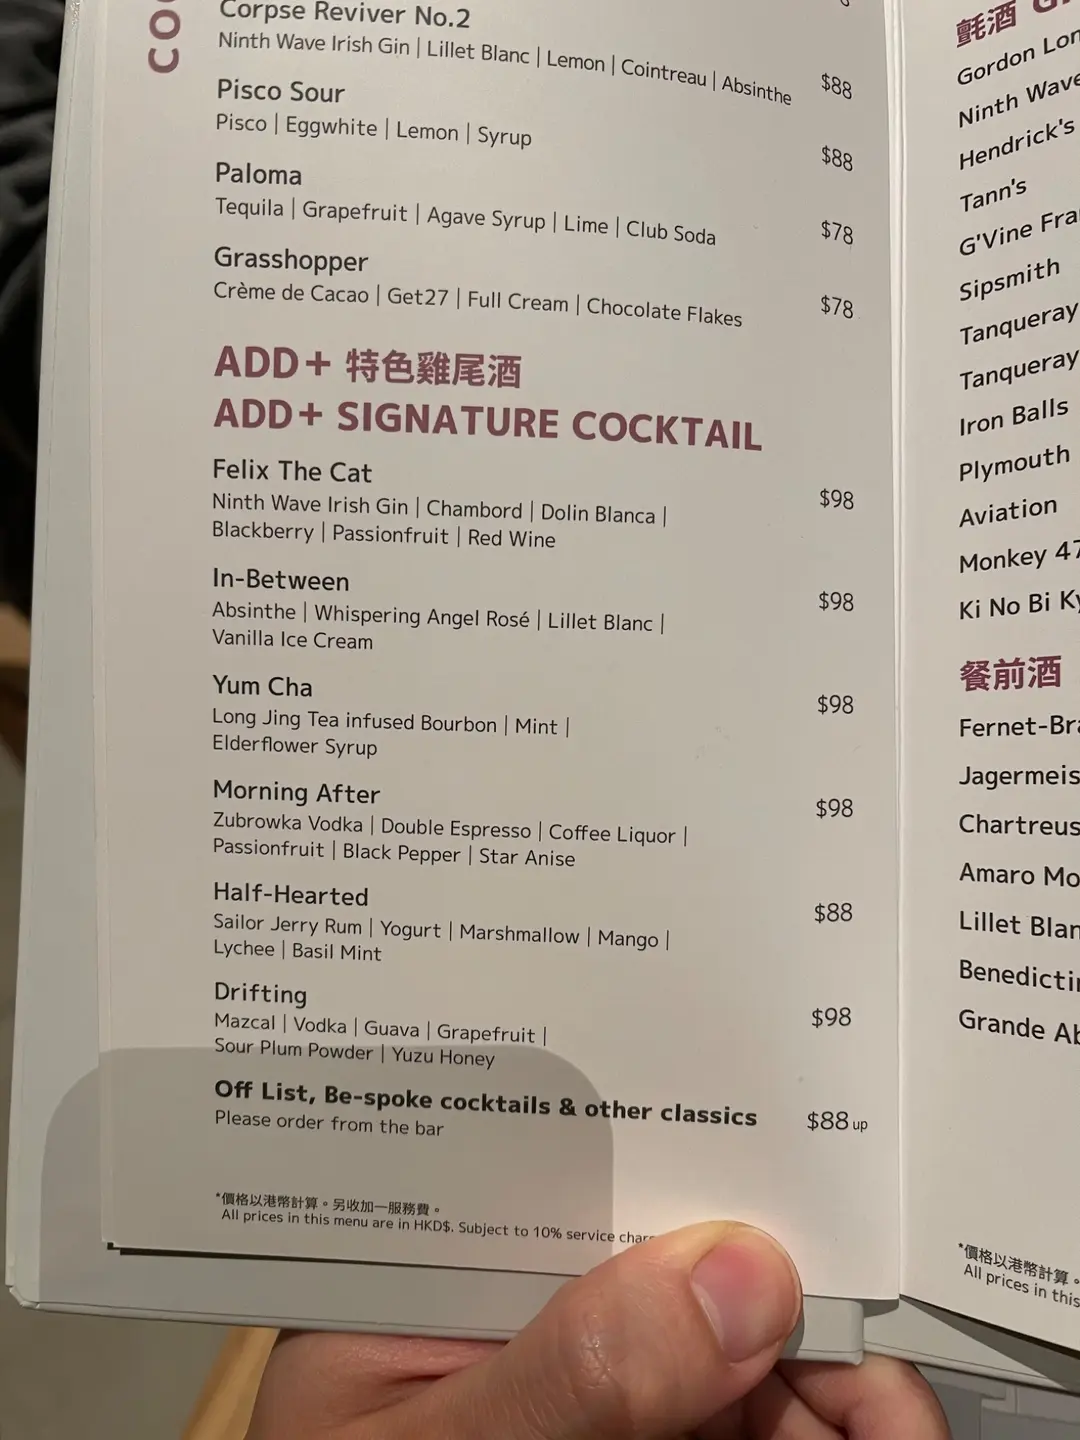 CO
Corpse Reviver No.2
Ninth Wave Irish Gin | Lillet Blanc | Lemon | Cointreau | Absinthe
$88
Pisco Sour
Pisco | Eggwhite | Lemon | Syrup
$88
Paloma
Tequila | Grapefruit | Agave Syrup | Lime | Club Soda
$78
Grasshopper
Crème de Cacao | Get27 | Full Cream | Chocolate Flakes
$78
ADD+ 特色雞尾酒
ADD+ SIGNATURE COCKTAIL
Felix The Cat
$98
Ninth Wave Irish Gin | Chambord | Dolin Blanca |
Blackberry | Passionfruit | Red Wine
In-Between
$98
Absinthe | Whispering Angel Rosé | Lillet Blanc |
Vanilla Ice Cream
Yum Cha
$98
Long Jing Tea infused Bourbon | Mint |
Elderflower Syrup
Morning After
$98
Zubrowka Vodka | Double Espresso | Coffee Liquor |
Passionfruit | Black Pepper | Star Anise
Half-Hearted
$88
Sailor Jerry Rum | Yogurt | Marshmallow | Mango |
Lychee | Basil Mint
Drifting
$98
Mazcal | Vodka | Guava | Grapefruit |
Sour Plum Powder | Yuzu Honey
Off List, Be-spoke cocktails & other classics
$88 up
Please order from the bar
*價格以港幣計算。另收加一服務費。
All prices in this menu are in HKD$. Subject to 10% service
氈酒
Gordon
Ninth Wave
Hendrick's
Tann's
G'Vine
Sipsmith
Tanqueray
Tanqueray
Iron Balls
Plymouth
Aviation
Monkey 47
Ki No Bi
餐前酒
Fernet-
Jagermeis
Chartreus
Amaro
Lillet
Benedicti
Grande
*價格以港幣計算。
All prices in this